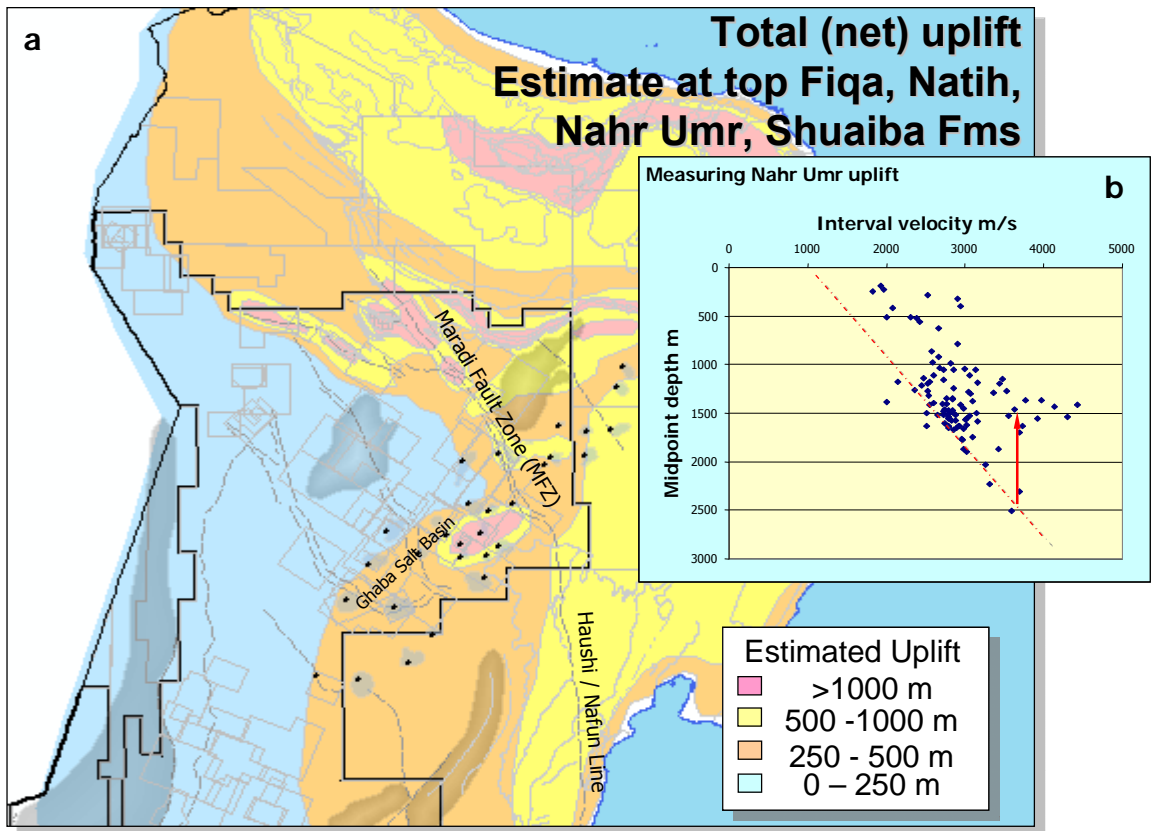 a
Total (net) uplift
Estimate at top Fiqa, Natih,
Nahr Umr, Shuaiba Fms
Measuring Nahr Umr uplift
b
Interval velocity m/s
0 1000 2000 3000 4000 5000
Midpoint depth m
0
500
1000
1500
2000
2500
3000
Maradi Fault Zone (MFZ)
Ghaba Salt Basin
Haushi / Nafun Line
Estimated Uplift
>1000 m
500 -1000 m
250 - 500 m
0 – 250 m